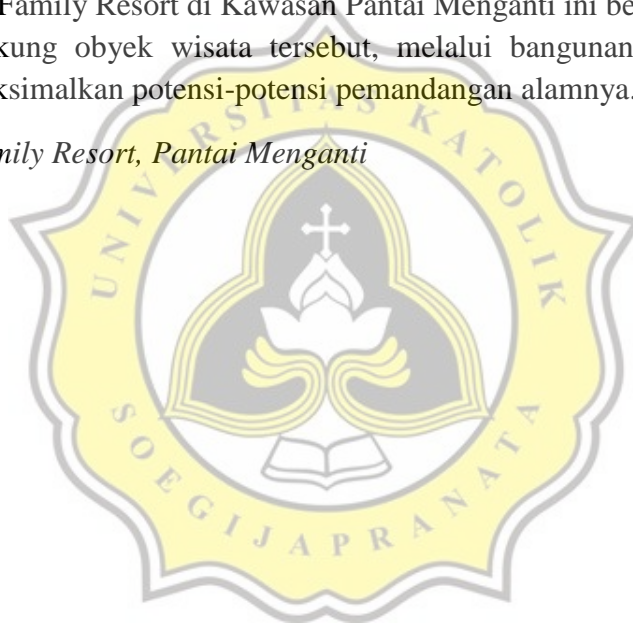 Family Resort di Kawasan Pantai Menganti ini be
kung obyek wisata tersebut, melalui bangunan
ksimalkan potensi-potensi pemandangan alamnya.
mily Resort, Pantai Menganti
UNIVERSITAS KATOLIK
SOEGIJAPRANATA